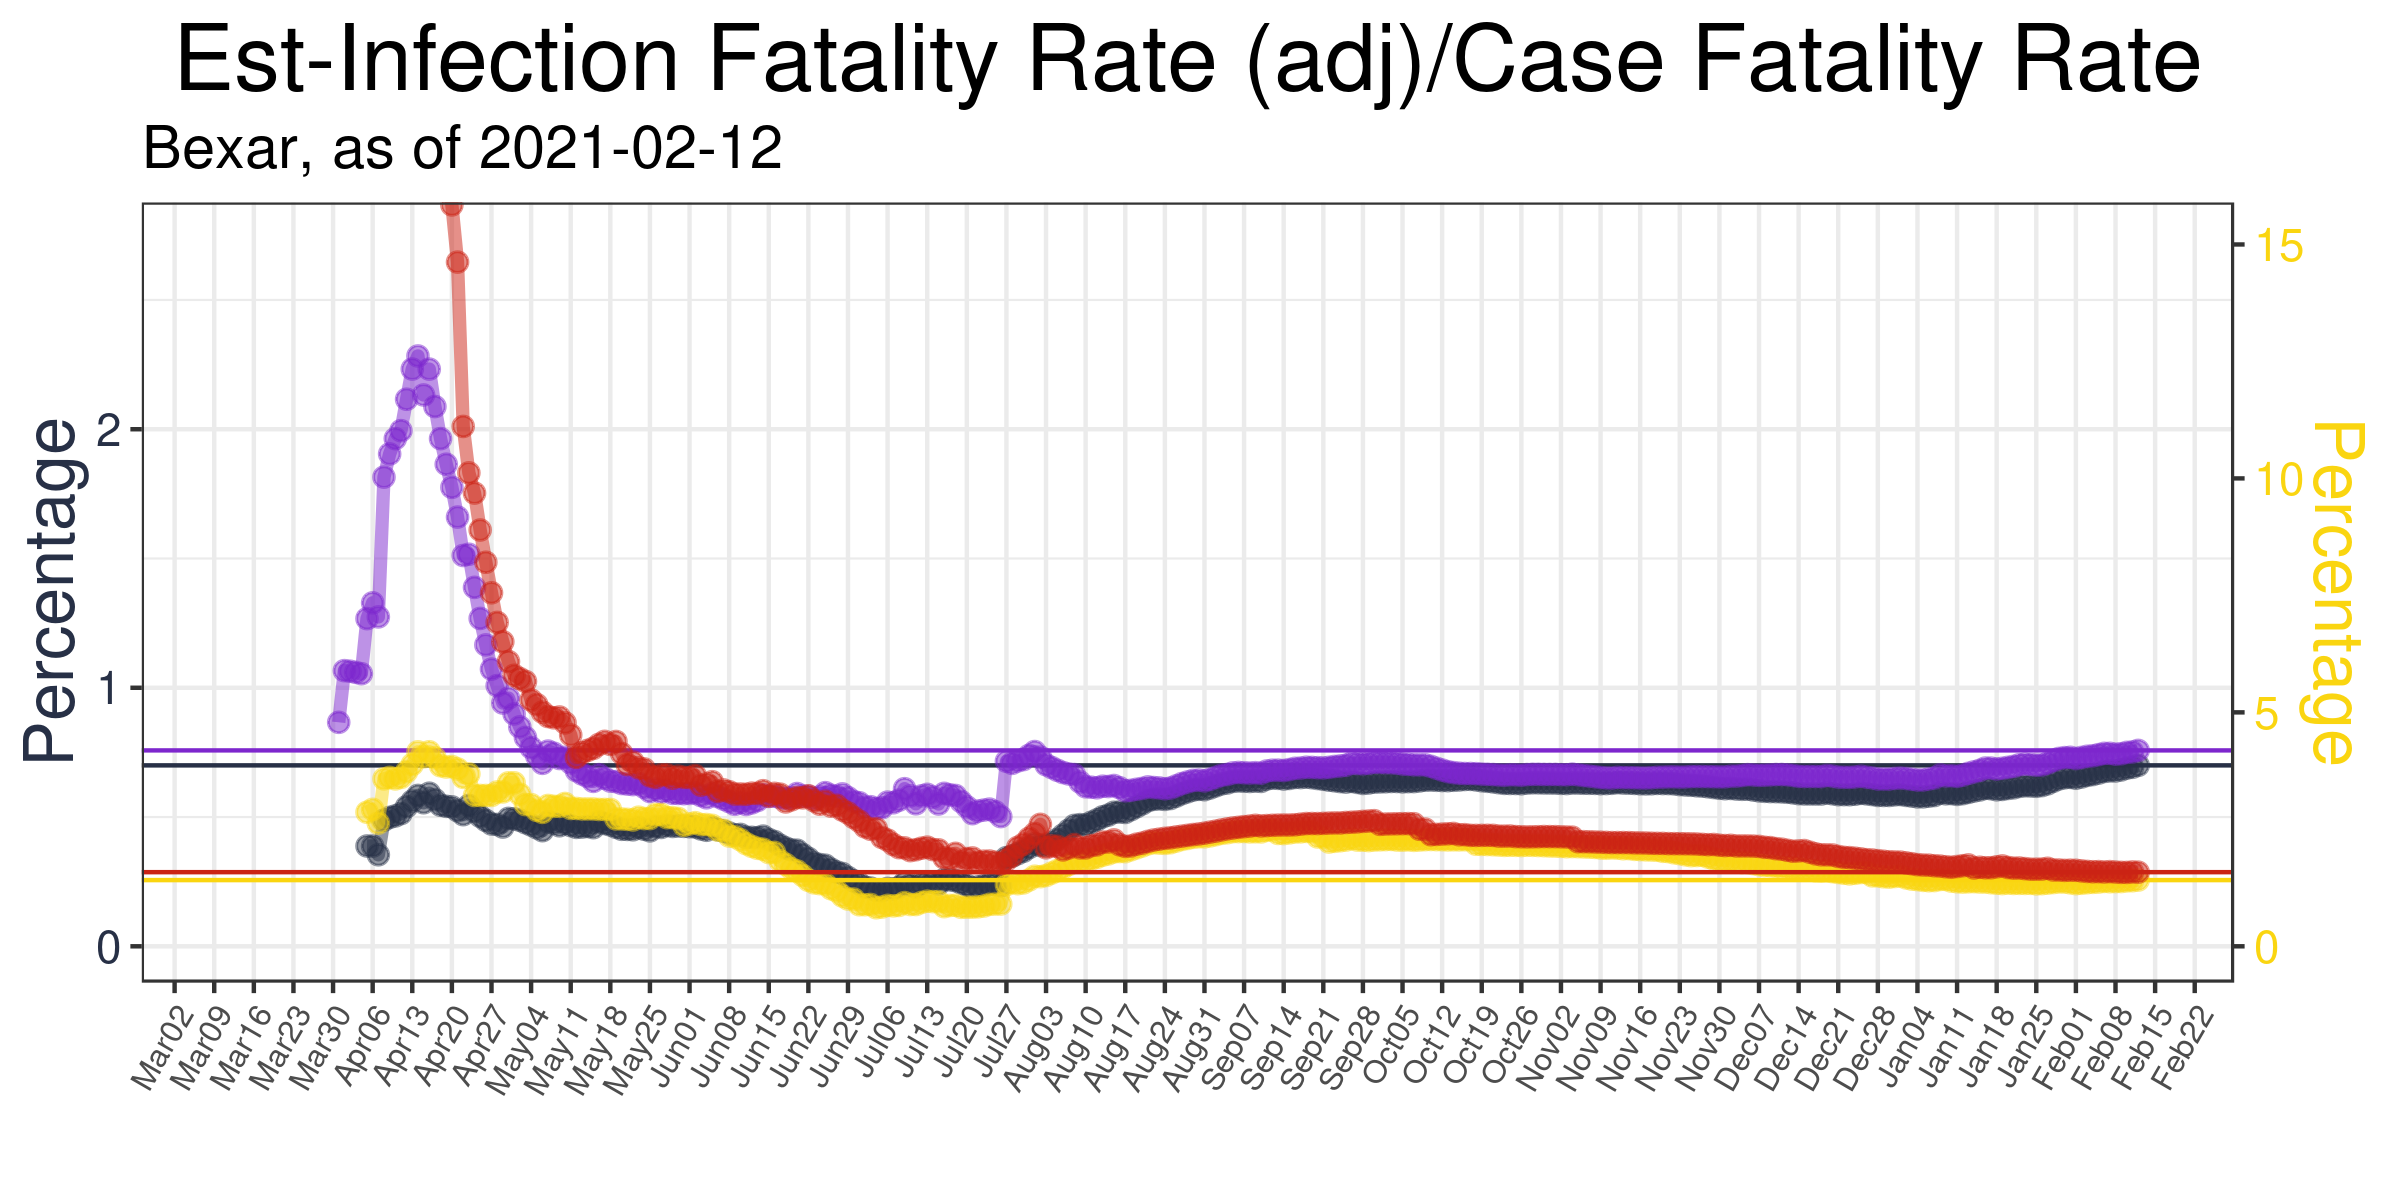 Est-Infection Fatality Rate (adj)/Case Fatality Rate
Bexar, as of 2021-02-12
Percentage
2
1
0
15
10
5
0
Percentage
Mar02
Mar09
Mar16
Mar23
Mar30
Apr06
Apr13
Apr20
Apr27
May04
May11
May18
May25
Jun01
Jun08
Jun15
Jun22
Jun29
Jul06
Jul13
Jul20
Jul27
Aug03
Aug10
Aug17
Aug24
Aug31
Sep07
Sep14
Sep21
Sep28
Oct05
Oct12
Oct19
Oct26
Nov02
Nov09
Nov16
Nov23
Nov30
Dec07
Dec14
Dec21
Dec28
Jan04
Jan11
Jan18
Jan25
Feb01
Feb08
Feb15
Feb22